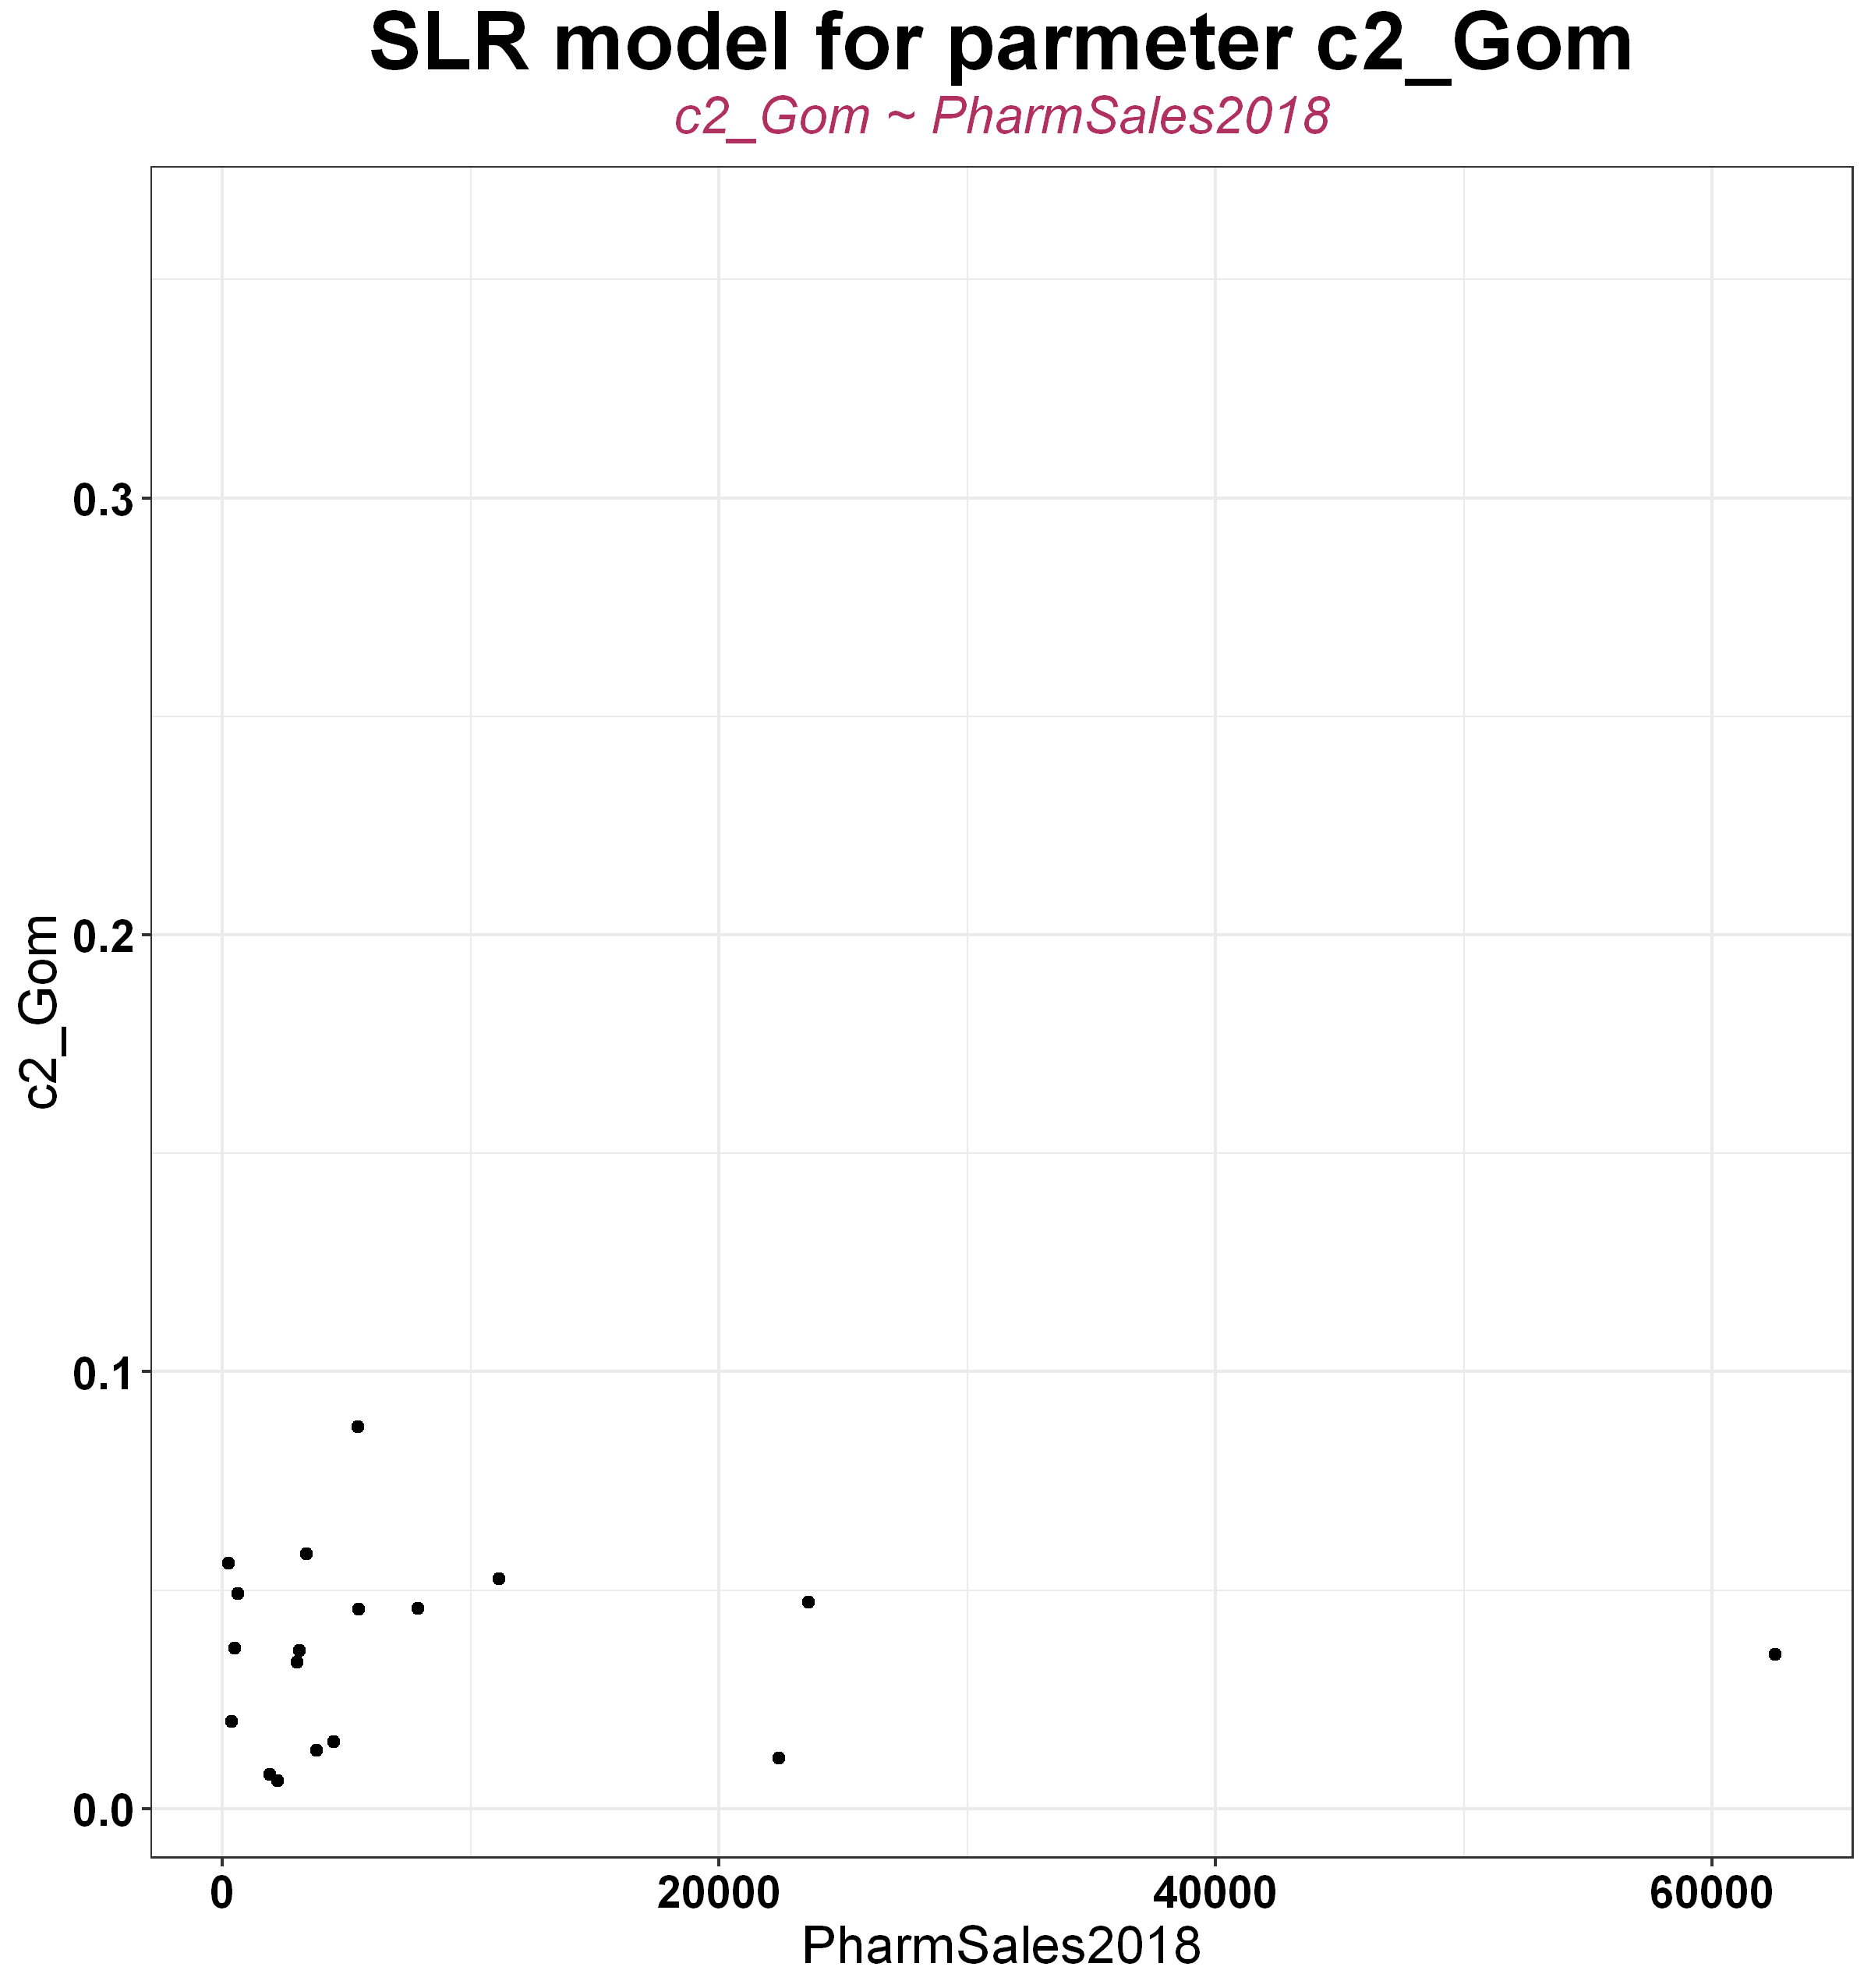 SLR model for parmeter c2_Gom
c2_Gom ~ PharmSales2018
c2_Gom
0.3
0.2
0.1
0.0
0 20000 40000 60000
PharmSales2018